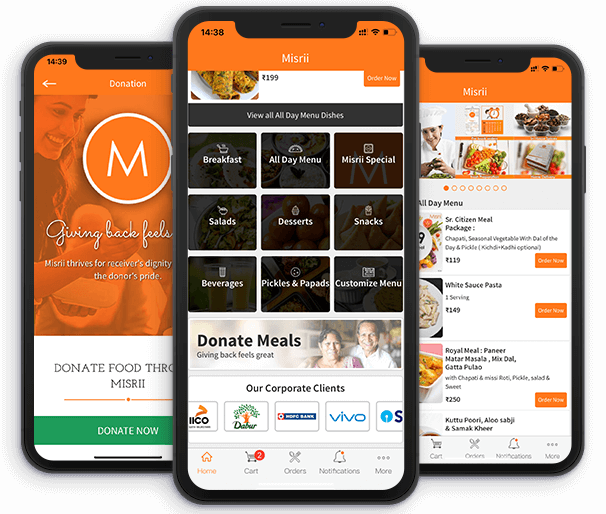 14:39
Donation
M
Giving back feels
Misrii thrives for receiver's dignity
the donor's pride.
DONATE FOOD THRO
MISRII
DONATE NOW
14:38
Misrii
₹199
Order Now
View all All Day Menu Dishes
Breakfast
All Day Menu
Misrii Special
Salads
Desserts
Snacks
Beverages
Pickles & Papads
Customize Menu
Donate Meals
Giving back feels great
Our Corporate Clients
IICO
Dabur
HDFC BANK
vivo
S
Home
2
Cart
Orders
Notifications
More
Misrii
All Day Menu
Sr. Citizen Meal
Package :
Chapati, Seasonal Vegetable With Dal of the
Day & Pickle ( Kichdi+Kadhi optional)
₹119
Order Now
White Sauce Pasta
1 Serving
₹149
Order Now
Royal Meal : Paneer
Matar Masala , Mix Dal,
Gatta Pulao
with Chapati & missi Roti, Pickle, salad &
Sweet
₹250
Order Now
Kuttu Poori, Aloo sabji
& Samak Kheer
Cart
Orders
Notifications
More